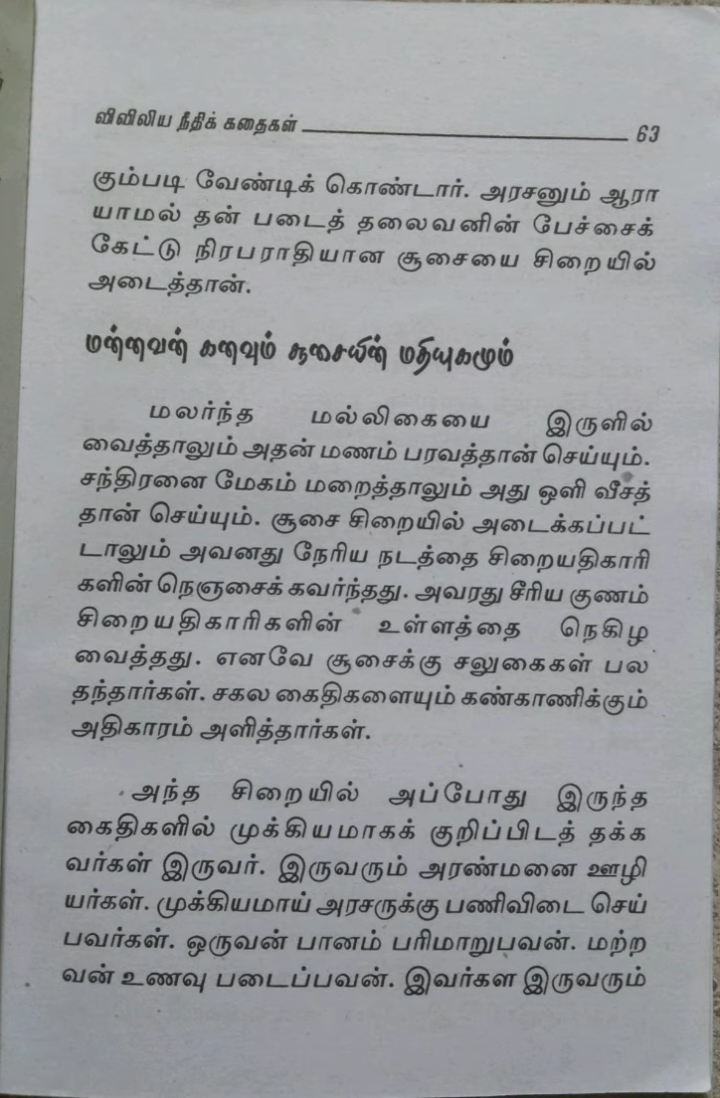 விவிலிய நீதிக் கதைகள் 63
கும்படி வேண்டிக் கொண்டார். அரசனும் ஆரா
யாமல் தன் படைத் தலைவனின் பேச்சைக்
கேட்டு நிரபராதியான சூசையை சிறையில்
அடைத்தான்.
மன்னவன் கனவும் சூசையின் மதியுகமும்
மலர்ந்த மல்லிகையை இருளில்
வைத்தாலும் அதன் மணம் பரவத்தான் செய்யும்.
சந்திரனை மேகம் மறைத்தாலும் அது ஒளி வீசத்
தான் செய்யும். சூசை சிறையில் அடைக்கப்பட்
டாலும் அவனது நேரிய நடத்தை சிறையதிகாரி
களின் நெஞசைக் கவர்ந்தது. அவரது சீரிய குணம்
சிறையதிகாரிகளின் உள்ளத்தை நெகிழ
வைத்தது. எனவே சூசைக்கு சலுகைகள் பல
தந்தார்கள். சகல கைதிகளையும் கண்காணிக்கும்
அதிகாரம் அளித்தார்கள்.
அந்த சிறையில் அப்போது இருந்த
கைதிகளில் முக்கியமாகக் குறிப்பிடத் தக்க
வர்கள் இருவர். இருவரும் அரண்மனை ஊழி
யர்கள். முக்கியமாய் அரசருக்கு பணிவிடை செய்
பவர்கள். ஒருவன் பானம் பரிமாறுபவன். மற்ற
வன் உணவு படைப்பவன். இவர்கள இருவரும்